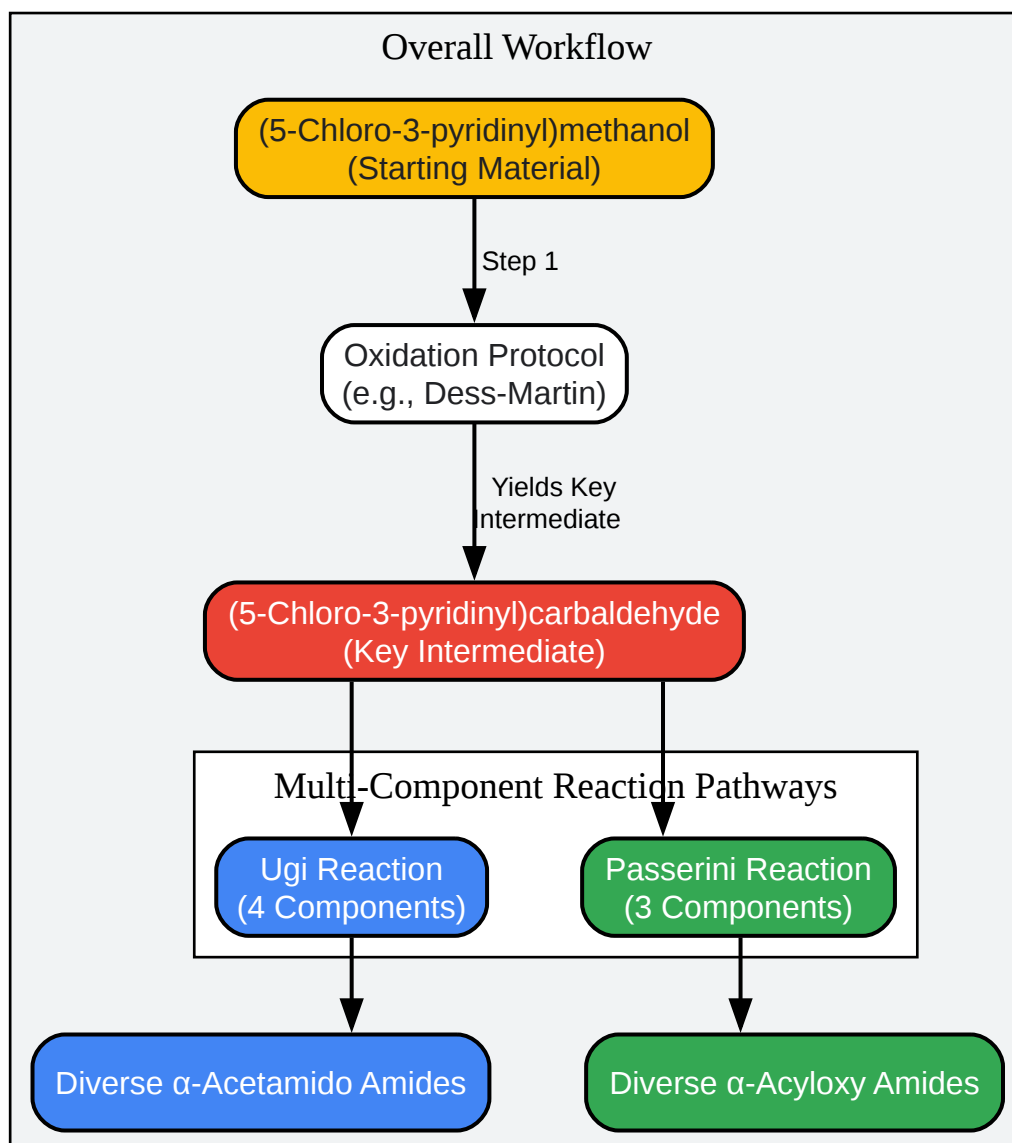 Overall Workflow
(5-Chloro-3-pyridinyl)methanol
(Starting Material)
Step 1
Oxidation Protocol
(e.g., Dess-Martin)
Yields Key
Intermediate
(5-Chloro-3-pyridinyl)carbaldehyde
(Key Intermediate)
Multi-Component Reaction Pathways
Ugi Reaction
(4 Components)
Passerini Reaction
(3 Components)
Diverse α-Acetamido Amides
Diverse α-Acyloxy Amides